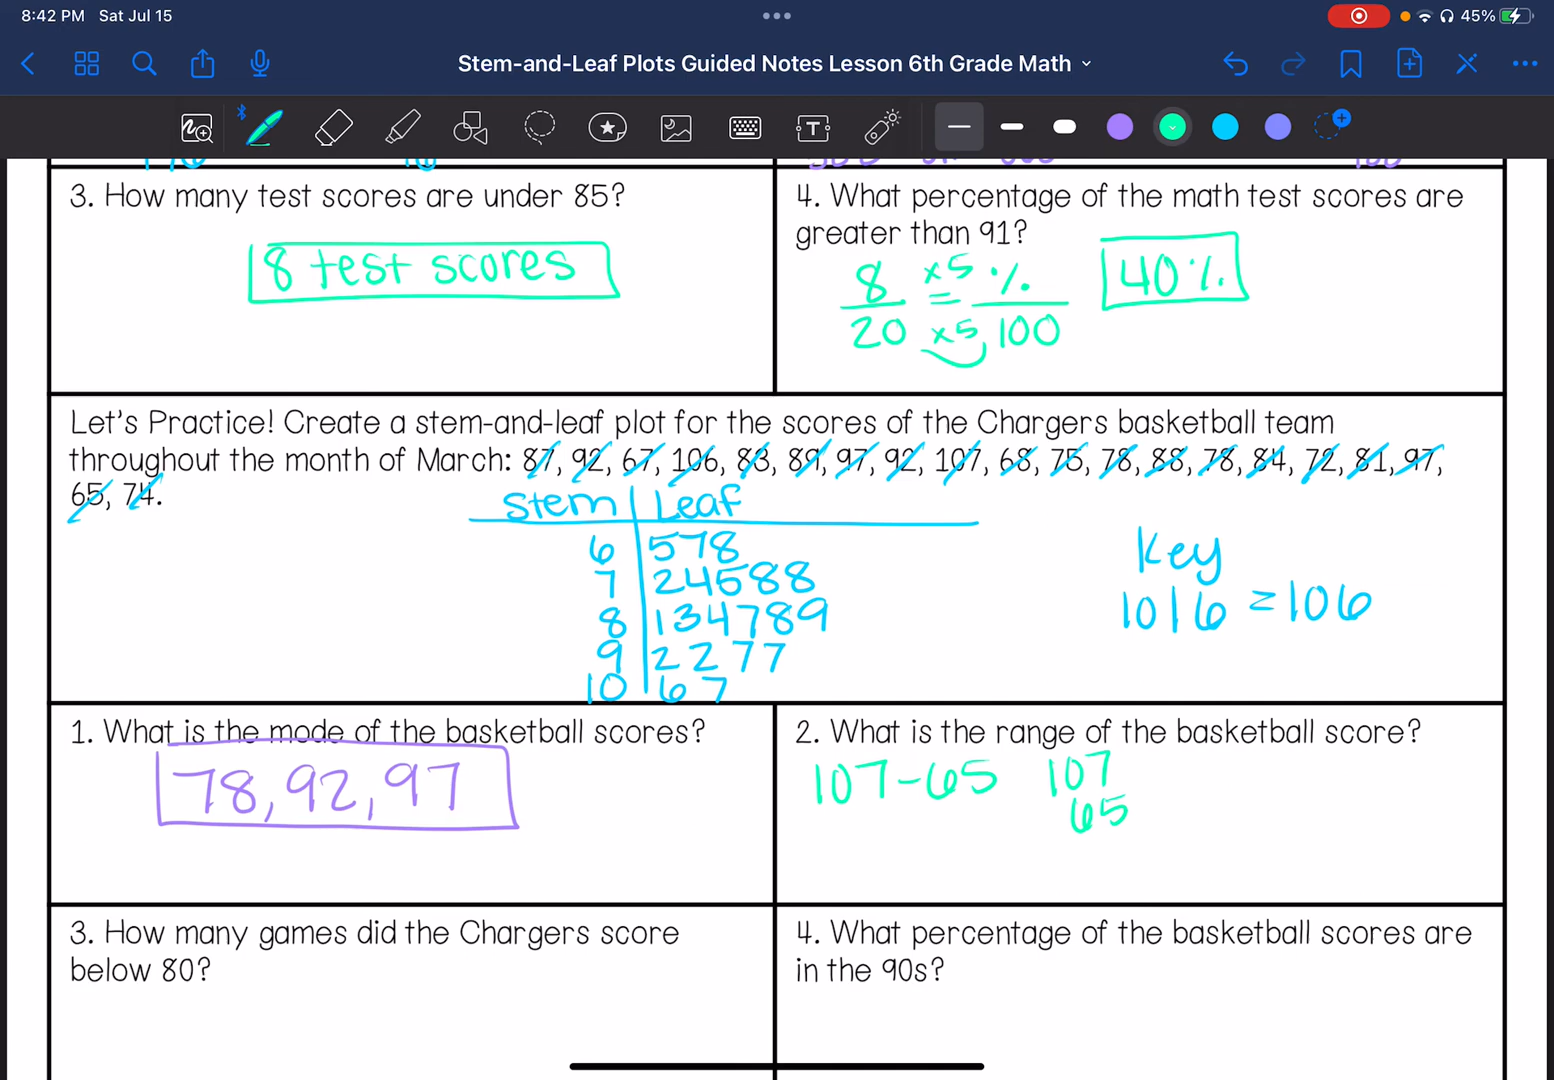 8:42 PM Sat Jul 15
45%
Stem-and-Leaf Plots Guided Notes Lesson 6th Grade Math
3. How many test scores are under 85?
8 test scores
4. What percentage of the math test scores are
greater than 91?
8 ×5 %
=
20 ×5 100
40%
Let's Practice! Create a stem-and-leaf plot for the scores of the Chargers basketball team
throughout the month of March: 87, 92, 67, 106, 83, 89, 97, 92, 107, 68, 75, 78, 88, 78, 84, 72, 81, 97,
65, 74.
Stem | Leaf
6 | 578
7 | 24588
8 | 134789
9 | 2277
10 | 67
Key
10|6 = 106
1. What is the mode of the basketball scores?
78, 92, 97
2. What is the range of the basketball score?
107-65 107
65
3. How many games did the Chargers score
below 80?
4. What percentage of the basketball scores are
in the 90s?